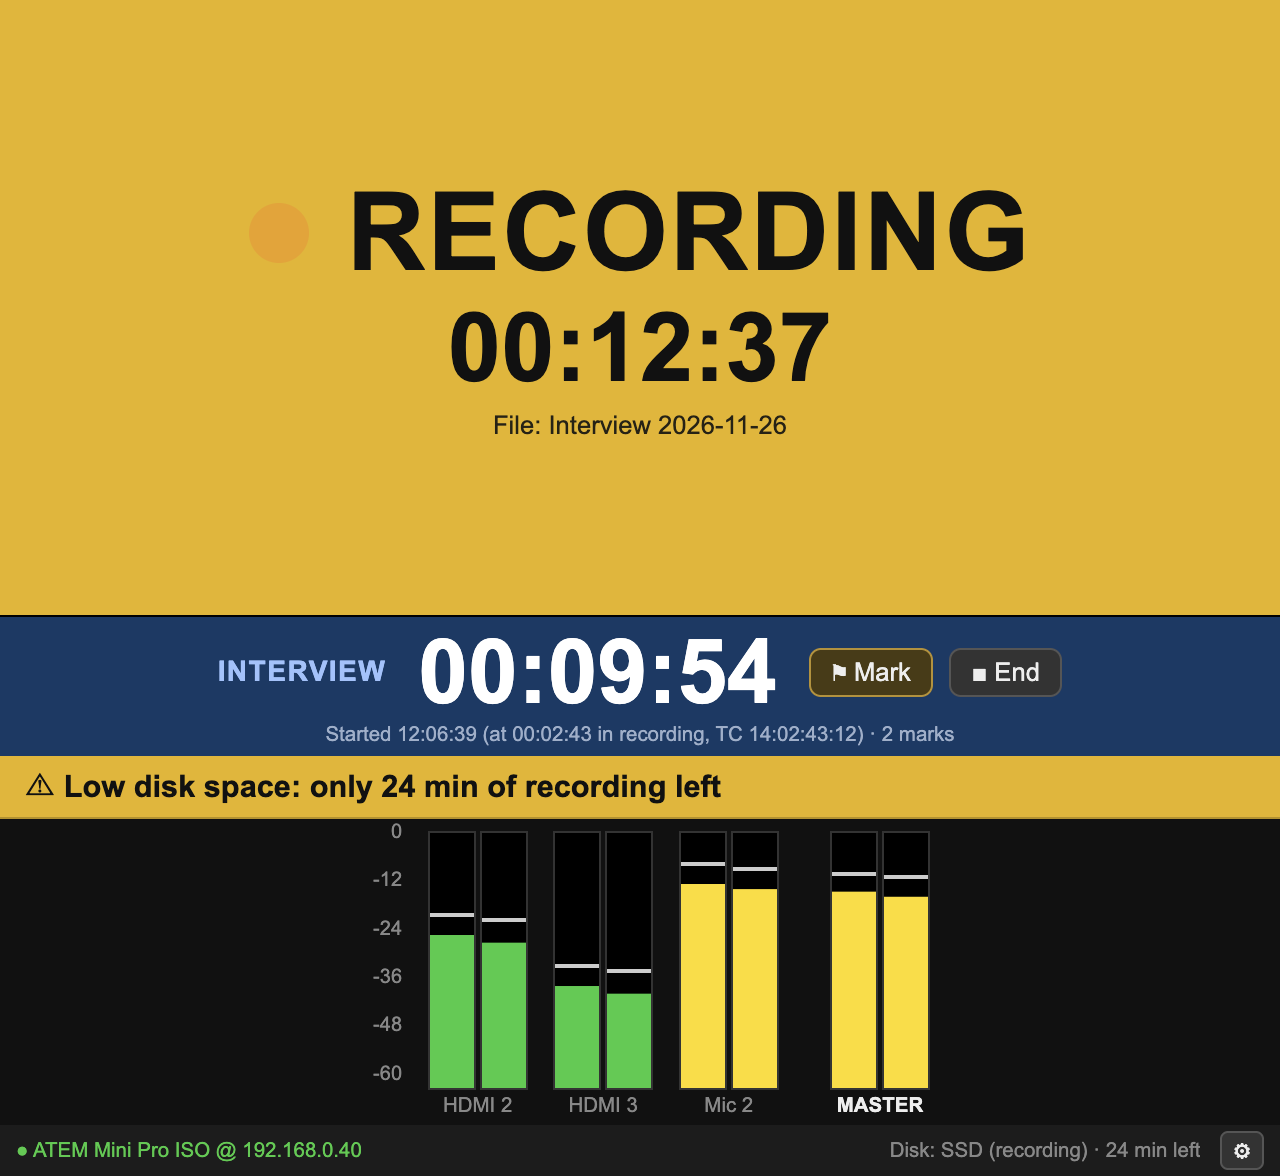 RECORDING
00:12:37
File: Interview 2026-11-26
INTERVIEW 00:09:54 ⚑ Mark ■ End
Started 12:06:39 (at 00:02:43 in recording, TC 14:02:43:12) · 2 marks
⚠ Low disk space: only 24 min of recording left
0
-12
-24
-36
-48
-60
HDMI 2 HDMI 3 Mic 2 MASTER
● ATEM Mini Pro ISO @ 192.168.0.40 Disk: SSD (recording) · 24 min left ⚙